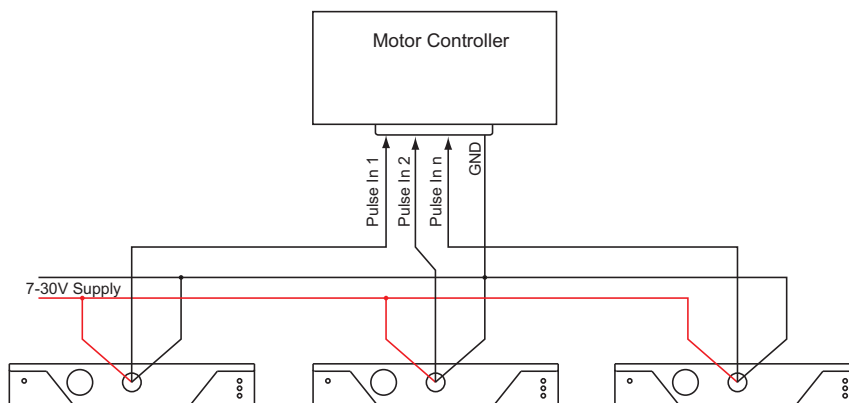 Motor Controller
Pulse In 1
Pulse In 2
Pulse In n
GND
7-30V Supply